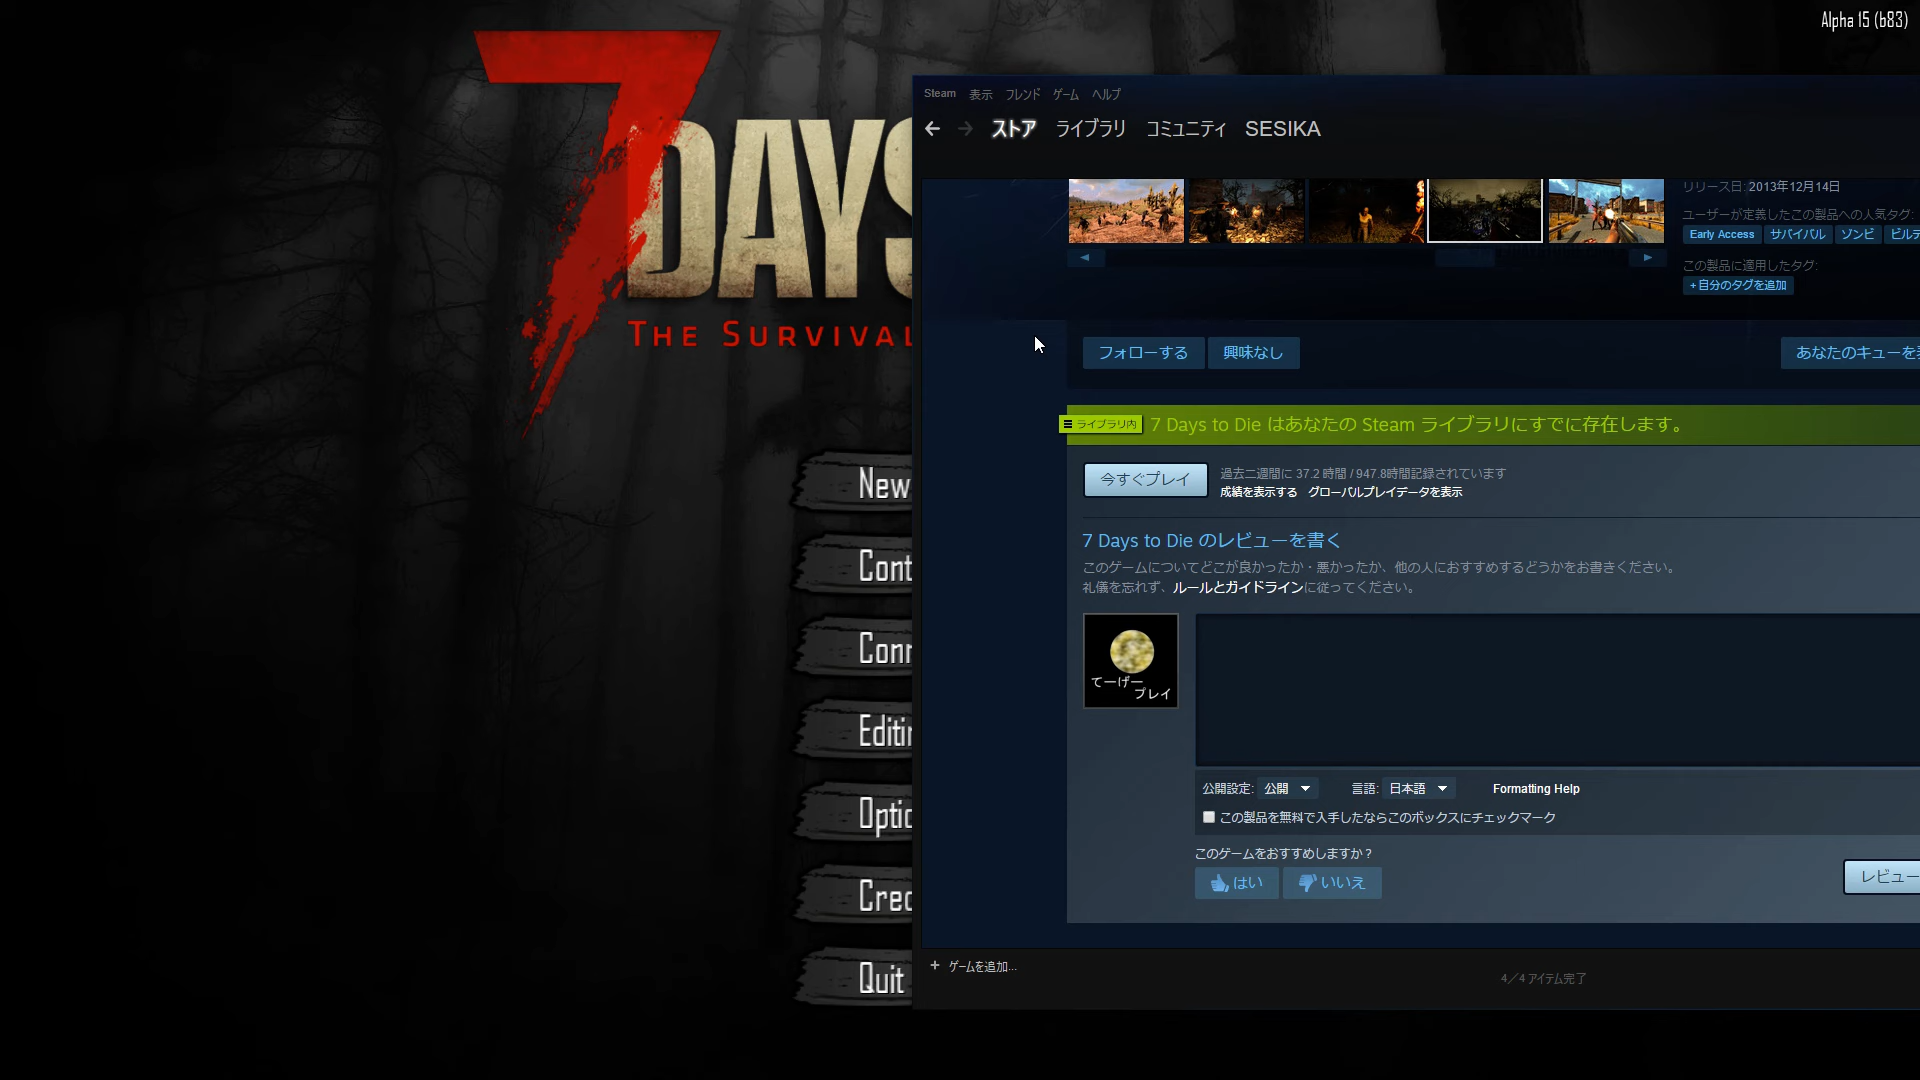 Alpha 15 (b83)
7 DAYS
THE SURVIVAL
New
Cont
Conn
Editin
Optio
Cred
Quit
Steam 表示 フレンド ゲーム ヘルプ
ストア ライブラリ コミュニティ SESIKA
リリース日: 2013年12月14日
ユーザーが定義したこの製品への人気タグ:
Early Access サバイバル ゾンビ ビルデ
この製品に適用したタグ:
+自分のタグを追加
フォローする 興味なし あなたのキューを
ライブラリ内 7 Days to Die はあなたの Steam ライブラリにすでに存在します。
今すぐプレイ
過去二週間に 37.2 時間 / 947.8時間記録されています
成績を表示する グローバルプレイデータを表示
7 Days to Die のレビューを書く
このゲームについてどこが良かったか・悪かったか、他の人におすすめするどうかをお書きください。
礼儀を忘れず、ルールとガイドラインに従ってください。
てーげー
プレイ
公開設定: 公開 言語: 日本語 Formatting Help
この製品を無料で入手したならこのボックスにチェックマーク
このゲームをおすすめしますか?
はい いいえ
レビュー
+ ゲームを追加...
4／4 アイテム完了